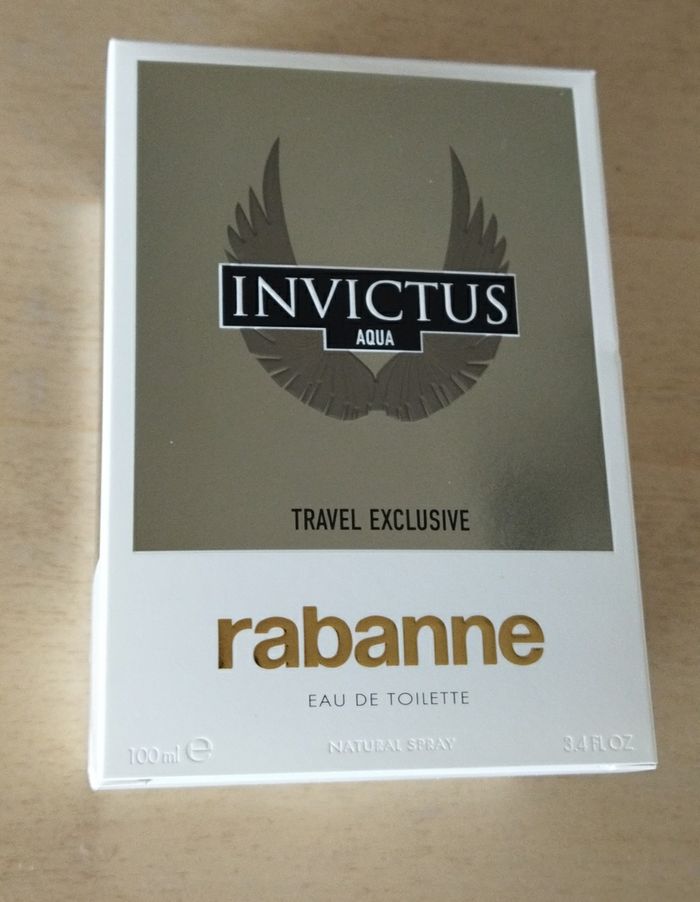 INVICTUS
AQUA
TRAVEL EXCLUSIVE
rabanne
EAU DE TOILETTE
100 ml ℮ NATURAL SPRAY 3.4 FL OZ